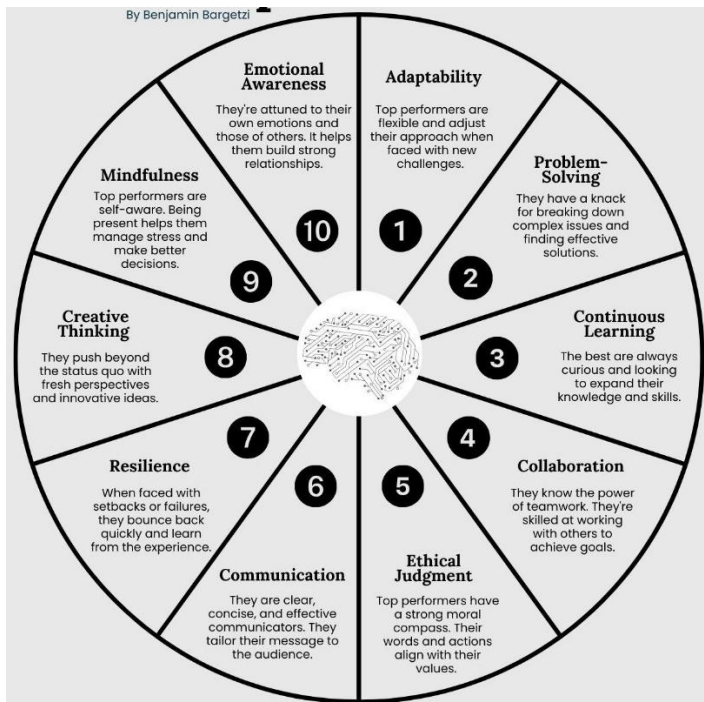 By Benjamin Bargetzi
Adaptability
Top performers are
flexible and adjust
their approach when
faced with new
challenges.
1
Problem-
Solving
They have a knack
for breaking down
complex issues and
finding effective
solutions.
2
Continuous
Learning
The best are always
curious and looking
to expand their
knowledge and skills.
3
Collaboration
They know the power
of teamwork. They're
skilled at working
with others to
achieve goals.
4
Ethical
Judgment
Top performers have
a strong moral
compass. Their
words and actions
align with their
values.
5
Communication
They are clear,
concise, and effective
communicators. They
tailor their message to
the audience.
6
Resilience
When faced with
setbacks or failures,
they bounce back
quickly and learn
from the experience.
7
Creative
Thinking
They push beyond
the status quo with
fresh perspectives
and innovative ideas.
8
Mindfulness
Top performers are
self-aware. Being
present helps them
manage stress and
make better
decisions.
9
Emotional
Awareness
They're attuned to their
own emotions and
those of others. It helps
them build strong
relationships.
10